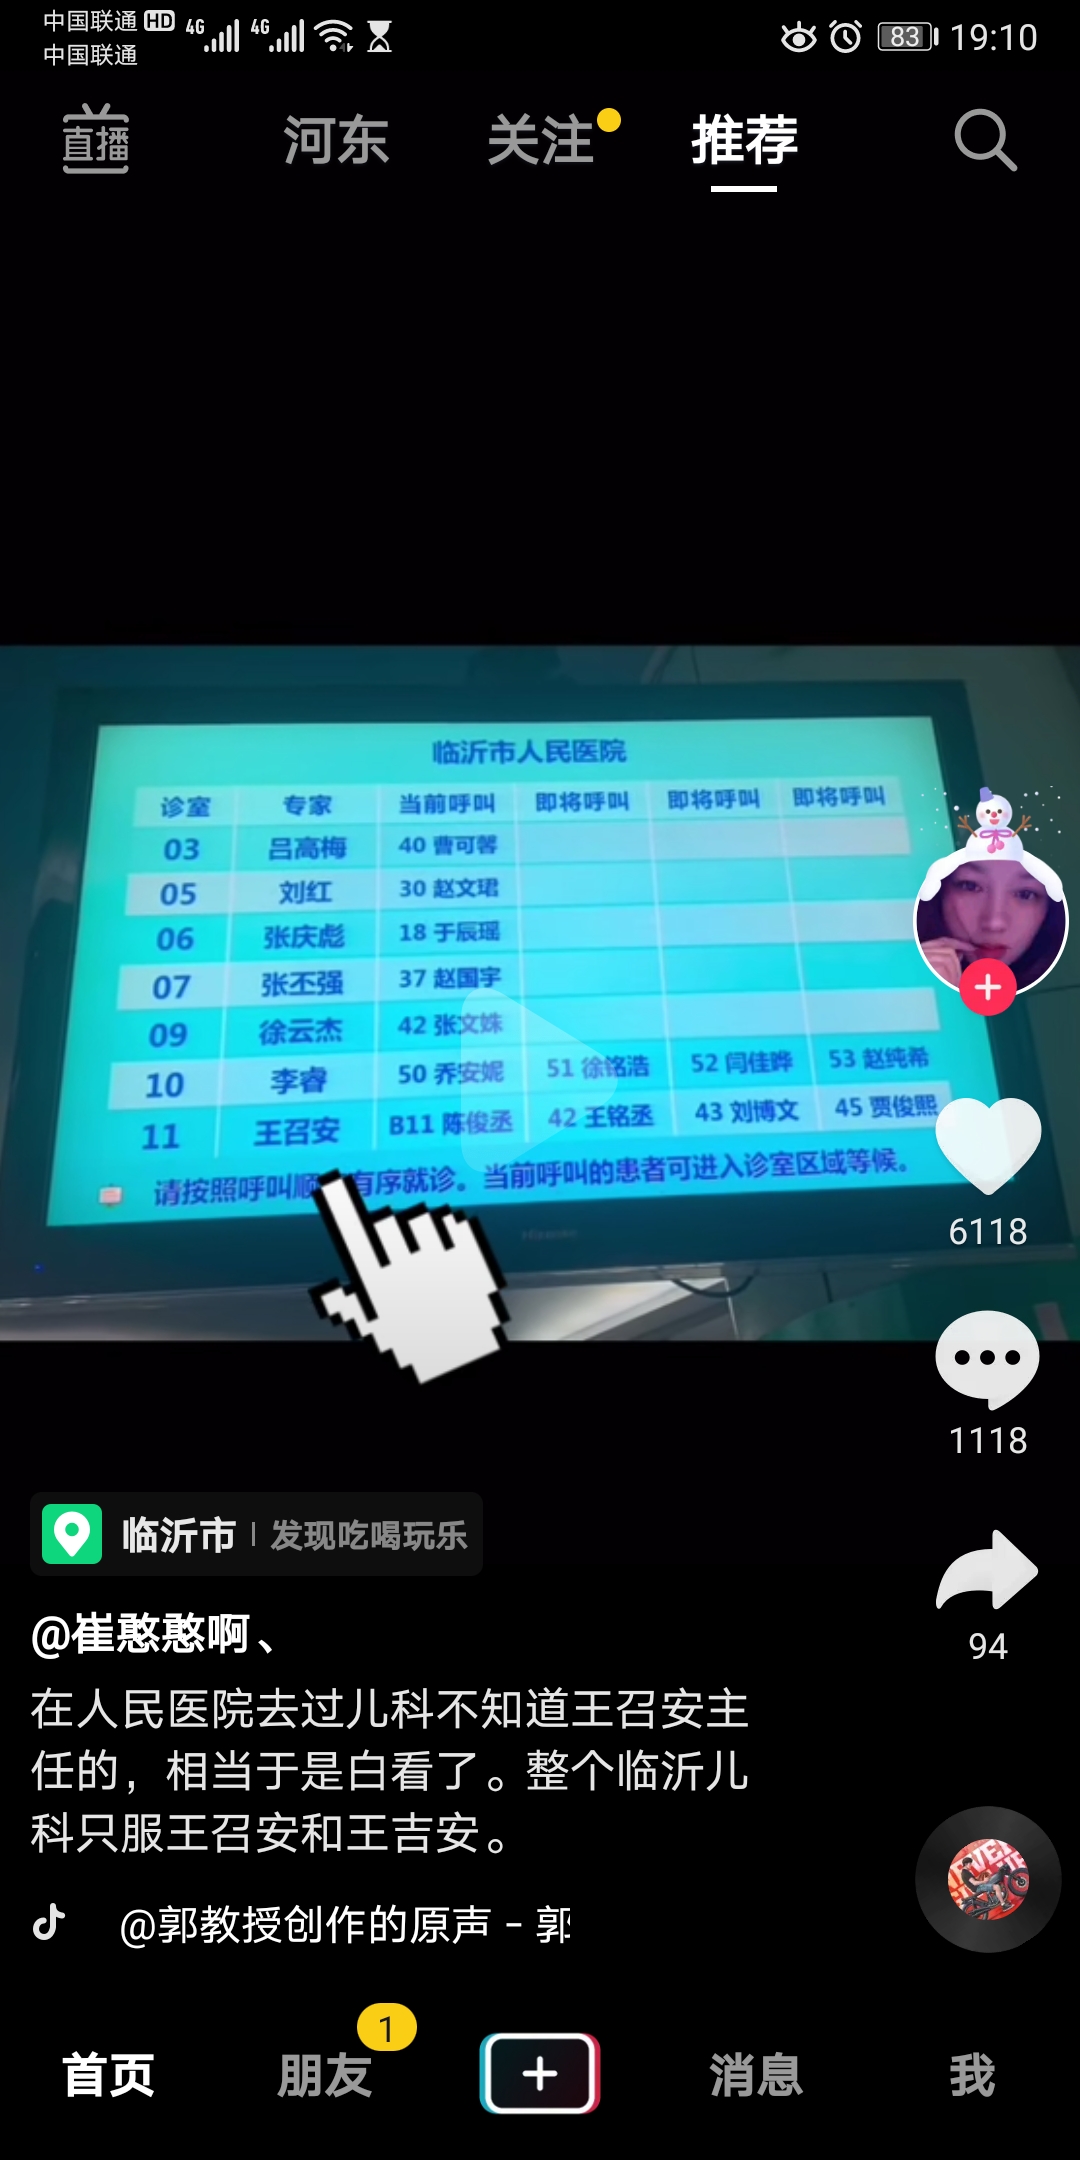 中国联通 HD 4G 4G 83 19:10
中国联通
直播 河东 关注 推荐
临沂市人民医院
诊室 专家 当前呼叫 即将呼叫 即将呼叫 即将呼叫
03 吕高梅 40 曹可馨
05 刘红 30 赵文珺
06 张庆彪 18 于辰瑶
07 张丕强 37 赵国宇
09 徐云杰 42 张文姝
10 李睿 50 乔安妮 51 徐铭浩 52 闫佳晔 53 赵纯希
11 王召安 B11 陈俊丞 42 王铭丞 43 刘博文 45 贾俊熙
请按照呼叫顺有序就诊。当前呼叫的患者可进入诊室区域等候。
Hisense
6118
1118
94
临沂市 | 发现吃喝玩乐
@崔憨憨啊、
在人民医院去过儿科不知道王召安主
任的，相当于是白看了。整个临沂儿
科只服王召安和王吉安。
@郭教授创作的原声 - 郭
1
首页 朋友 消息 我